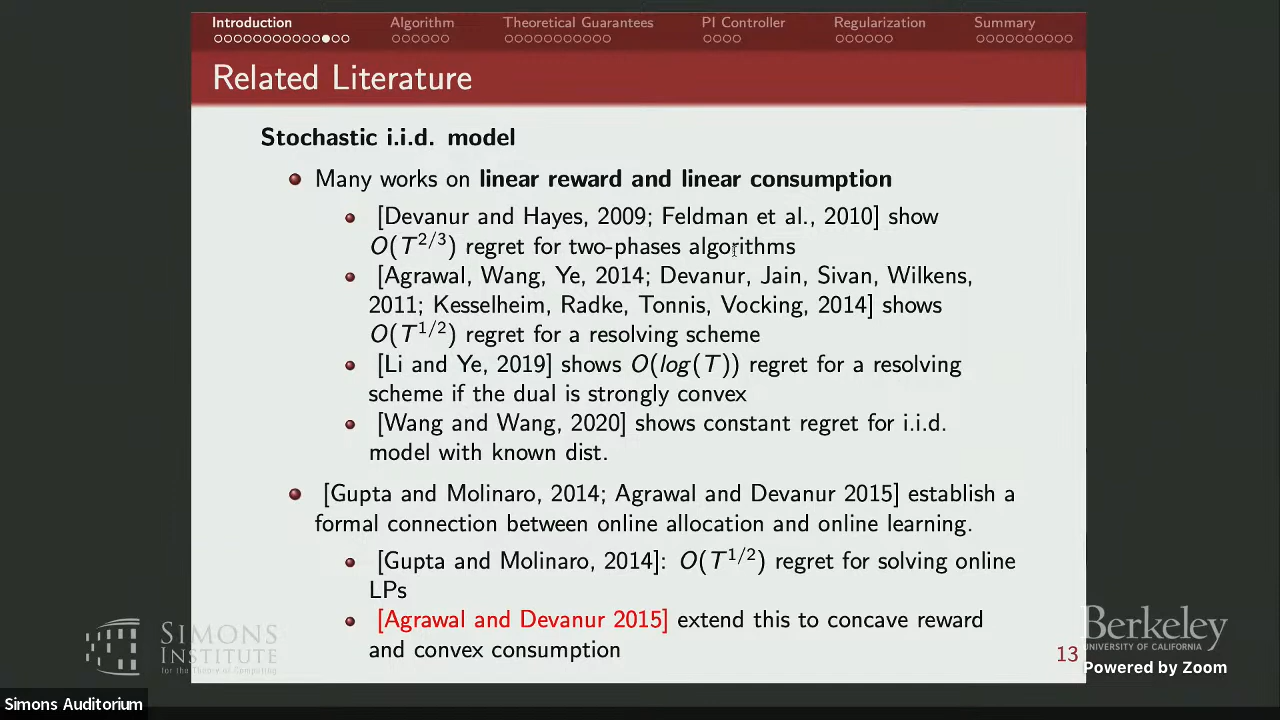 Introduction
Algorithm
Theoretical Guarantees
PI Controller
Regularization
Summary
Related Literature
Stochastic i.i.d. model
Many works on linear reward and linear consumption
[Devanur and Hayes, 2009; Feldman et al., 2010] show
O(T^{2/3}) regret for two-phases algorithms
[Agrawal, Wang, Ye, 2014; Devanur, Jain, Sivan, Wilkens,
2011; Kesselheim, Radke, Tonnis, Vocking, 2014] shows
O(T^{1/2}) regret for a resolving scheme
[Li and Ye, 2019] shows O(log(T)) regret for a resolving
scheme if the dual is strongly convex
[Wang and Wang, 2020] shows constant regret for i.i.d.
model with known dist.
[Gupta and Molinaro, 2014; Agrawal and Devanur 2015] establish a
formal connection between online allocation and online learning.
[Gupta and Molinaro, 2014]: O(T^{1/2}) regret for solving online
LPs
[Agrawal and Devanur 2015] extend this to concave reward
and convex consumption
13
SIMONS
INSTITUTE
for the Theory of Computing
Berkeley
UNIVERSITY OF CALIFORNIA
Powered by Zoom
Simons Auditorium